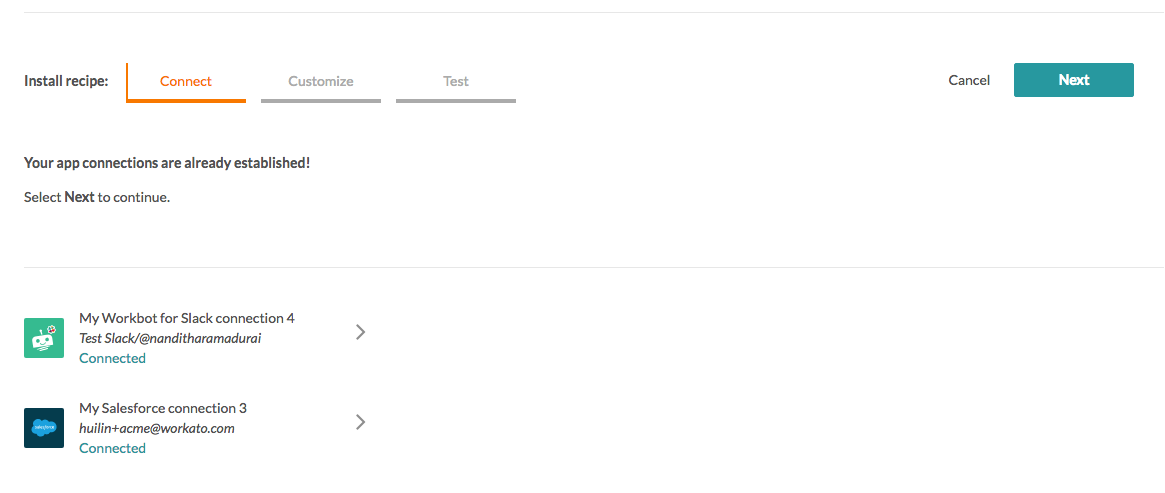 Install recipe: Connect Customize Test Cancel Next
Your app connections are already established!
Select Next to continue.
My Workbot for Slack connection 4
Test Slack/@nanditharamadurai
Connected
salesforce
My Salesforce connection 3
huilin+acme@workato.com
Connected